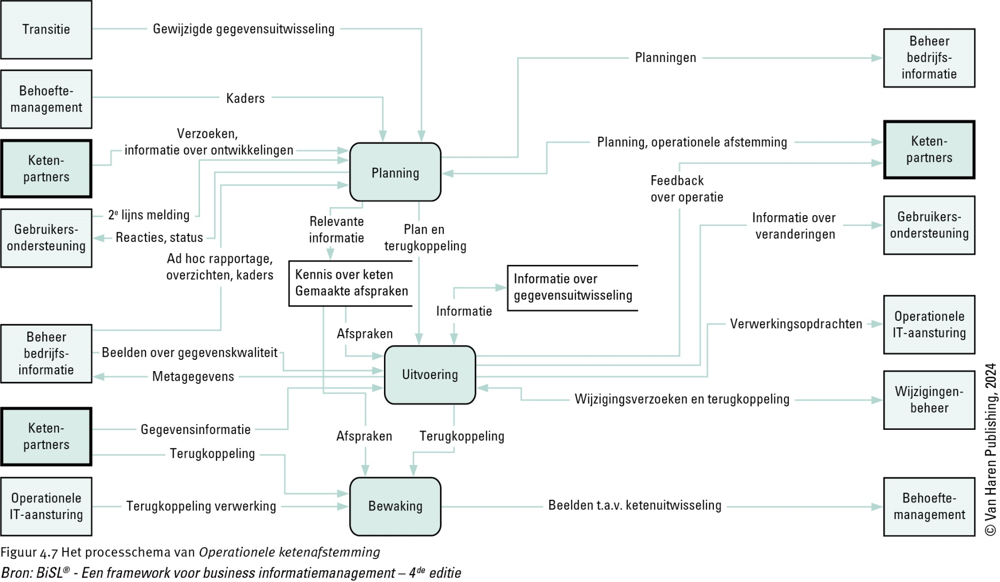 Transitie
Gewijzigde gegevensuitwisseling
Beheer
bedrijfs-
informatie
Planningen
Behoefte-
management
Kaders
Keten-
partners
Verzoeken,
informatie over ontwikkelingen
Planning
Planning, operationele afstemming
Keten-
partners
Feedback
over operatie
Gebruikers-
ondersteuning
2e lijns melding
Reacties, status
Relevante
informatie
Plan en
terugkoppeling
Informatie over
veranderingen
Gebruikers-
ondersteuning
Ad hoc rapportage,
overzichten, kaders
Kennis over keten
Gemaakte afspraken
Informatie over
gegevensuitwisseling
Informatie
Afspraken
Verwerkingsopdrachten
Operationele
IT-aansturing
Beheer
bedrijfs-
informatie
Beelden over gegevenskwaliteit
Metagegevens
Uitvoering
Wijzigingsverzoeken en terugkoppeling
Wijzigingen-
beheer
Keten-
partners
Gegevensinformatie
Terugkoppeling
Afspraken
Terugkoppeling
Operationele
IT-aansturing
Terugkoppeling verwerking
Bewaking
Beelden t.a.v. ketenuitwisseling
Behoefte-
management
© Van Haren Publishing, 2024
Figuur 4.7 Het processchema van Operationele ketenafstemming
Bron: BiSL® - Een framework voor business informatiemanagement – 4de editie